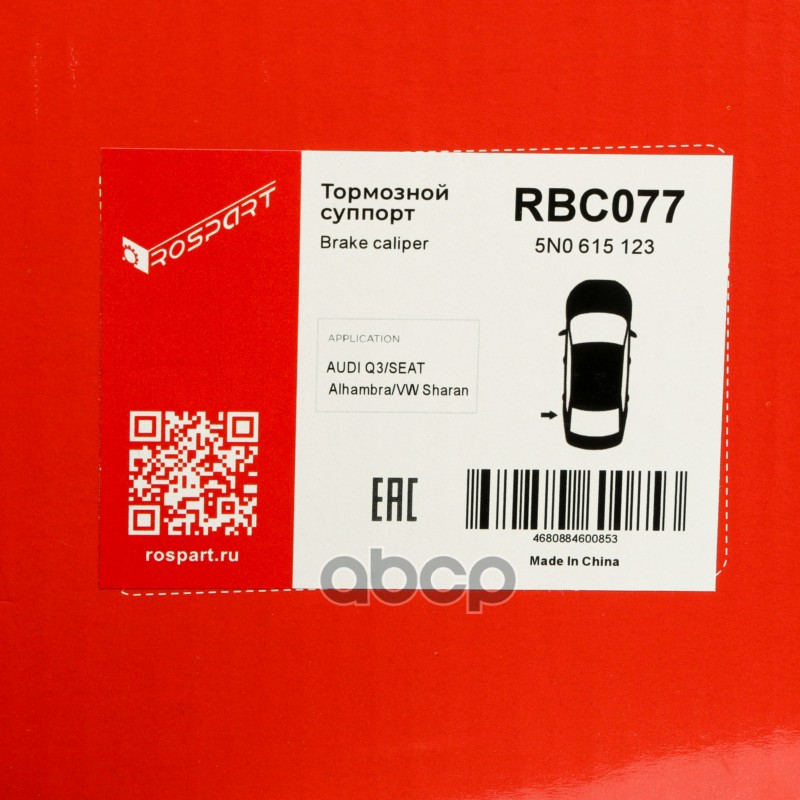 ROSPART
Тормозной
суппорт
Brake caliper
RBC077
5N0 615 123
APPLICATION
AUDI Q3/SEAT
Alhambra/VW Sharan
EAC
4680884600853
Made In China
rospart.ru
abcp